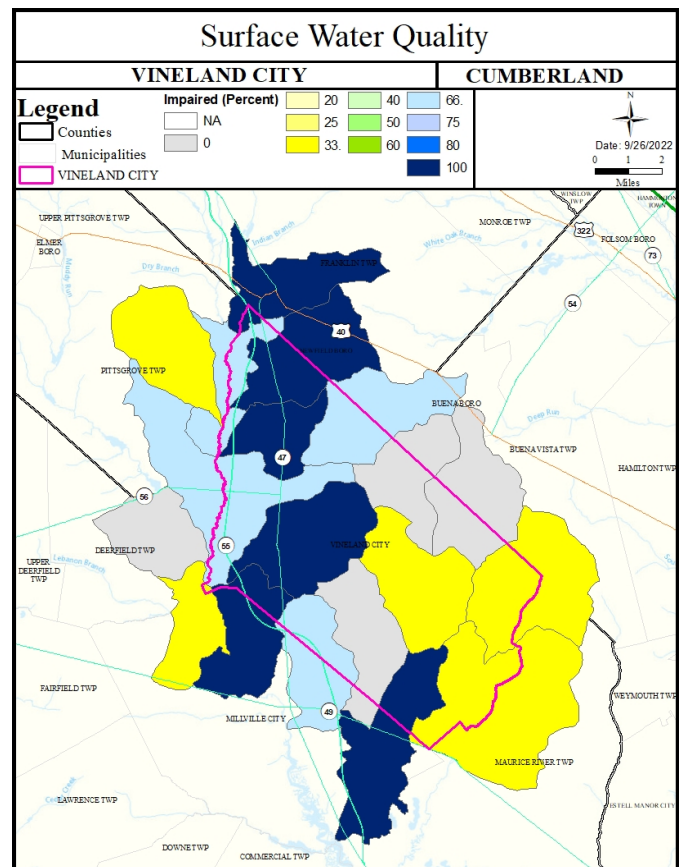 Surface Water Quality
VINELAND CITY
CUMBERLAND
Legend
Counties
Municipalities
VINELAND CITY
Impaired (Percent)
NA
0
20
25
33.
40
50
60
66.
75
80
100
N
Date: 9/26/2022
0 1 2
Miles
WINSLOW
TWP
HAMMONTON
TOWN
UPPER PITTSGROVE TWP
MONROE TWP
322
FOLSOM BORO
73
ELMER
BORO
Muddy Run
Indian Branch
White Oak Branch
Dry Branch
FRANKLIN TWP
54
40
PITTSGROVE TWP
BUENA BORO
Deep Run
BUENA VISTA TWP
47
HAMILTON TWP
56
55
DEERFIELD TWP
VINELAND CITY
UPPER
DEERFIELD
TWP
Lebanon Branch
FAIRFIELD TWP
WEYMOUTH TWP
49
MILLVILLE CITY
MAURICE RIVER TWP
LAWRENCE TWP
ESTELL MANOR CITY
DOWNE TWP
COMMERCIAL TWP